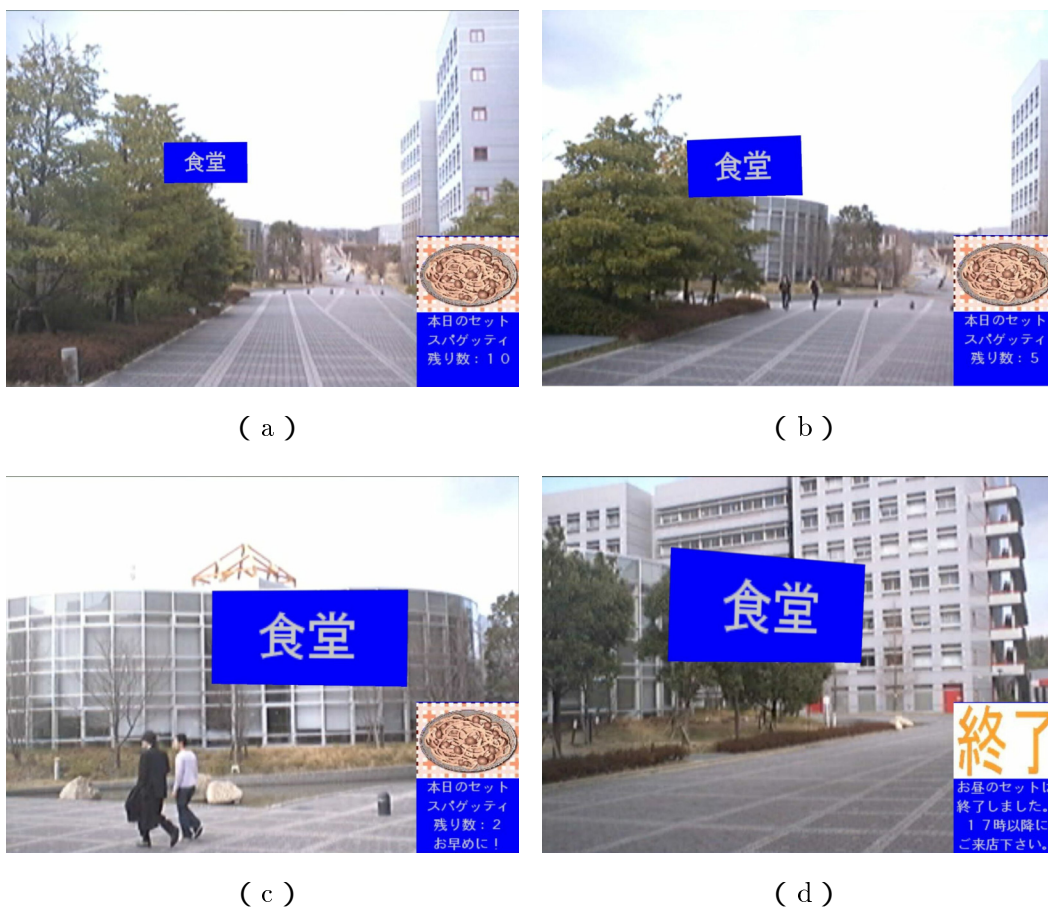 食堂
本日のセット
スパゲッティ
残り数：１０
(a)
食堂
本日のセット
スパゲッティ
残り数：５
(b)
食堂
本日のセット
スパゲッティ
残り数：２
お早めに！
(c)
食堂
終了
お昼のセットは
終了しました。
１７時以降に
ご来店下さい。
(d)